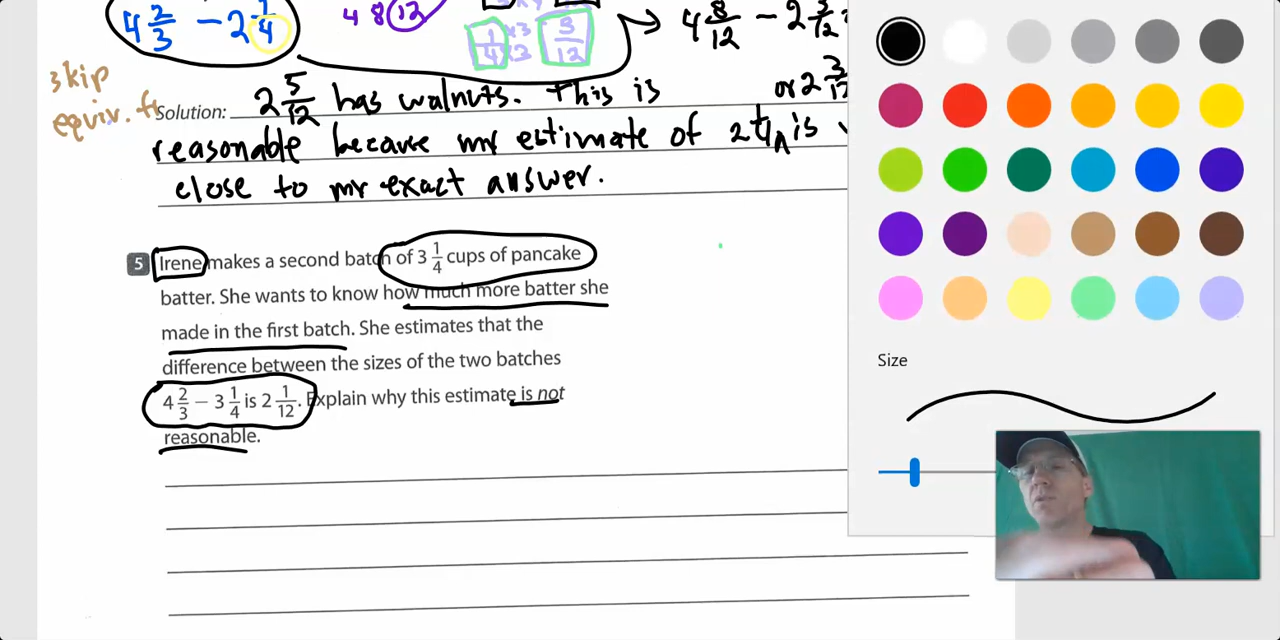 4 2/3 - 2 1/4
4 8 12
1/4 ×3 ×3 3/12
4 8/12 - 2 3/12
skip
equiv. fr
Solution: 2 5/12 has walnuts. This is or 2 3/12
reasonable because my estimate of 2 1/4 is
close to my exact answer.
5 Irene makes a second batch of 3 1/4 cups of pancake
batter. She wants to know how much more batter she
made in the first batch. She estimates that the
difference between the sizes of the two batches
4 2/3 − 3 1/4 is 2 1/12. Explain why this estimate is not
reasonable.
Size